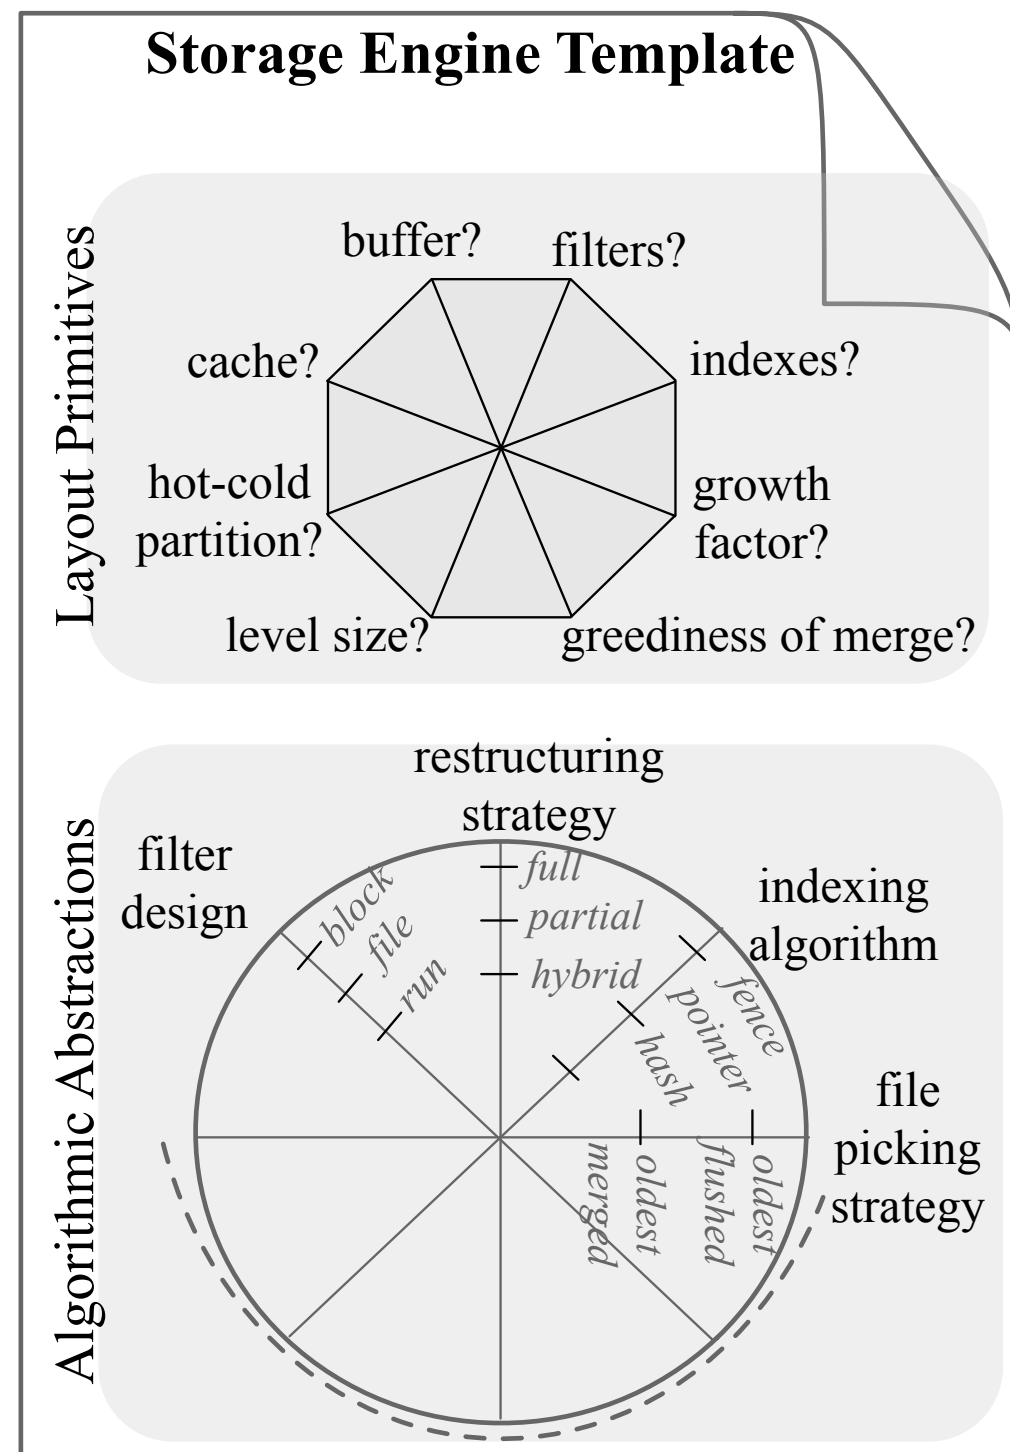 Storage Engine Template
Layout Primitives
buffer?
filters?
cache?
indexes?
hot-cold
partition?
growth
factor?
level size?
greediness of merge?
Algorithmic Abstractions
restructuring
strategy
filter
design
indexing
algorithm
file
picking
strategy
block
file
run
full
partial
hybrid
fence
pointer
hash
oldest
flushed
oldest
merged